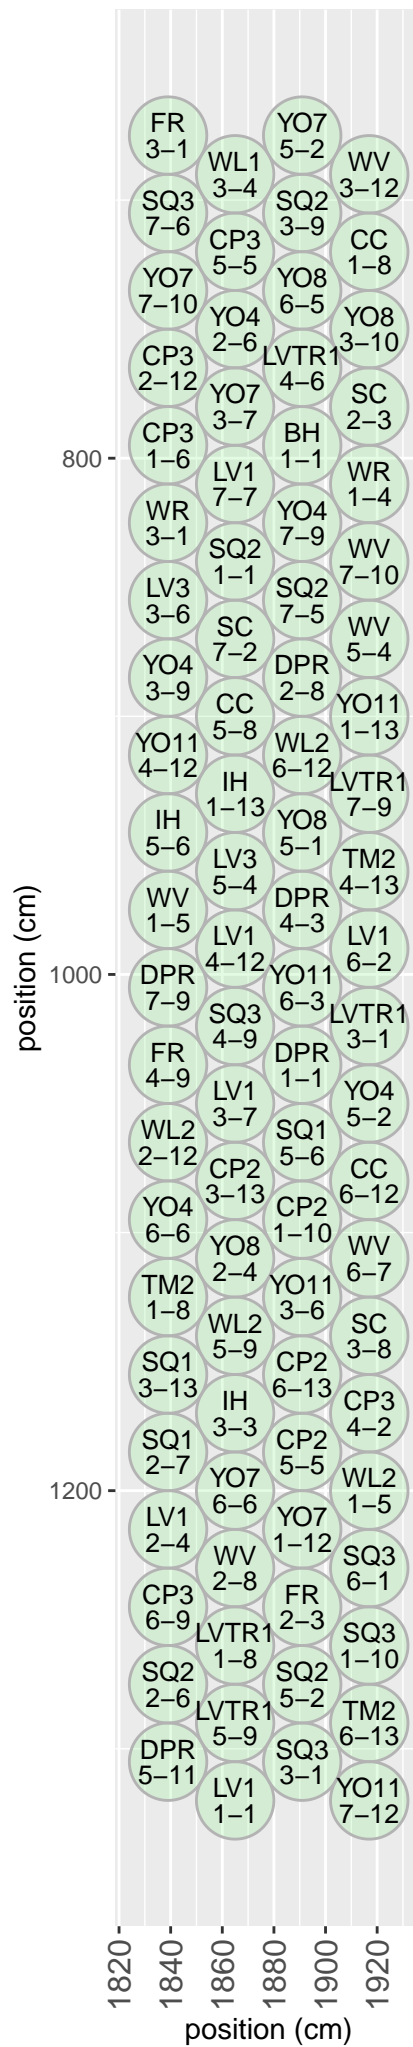 FR
3−1
YO7
5−2
WL1
3−4
WV
3−12
SQ3
7−6
SQ2
3−9
CP3
5−5
CC
1−8
YO7
7−10
YO8
6−5
YO4
2−6
YO8
3−10
CP3
2−12
LVTR1
4−6
YO7
3−7
SC
2−3
CP3
1−6
BH
1−1
LV1
7−7
WR
1−4
WR
3−1
YO4
7−9
SQ2
1−1
WV
7−10
LV3
3−6
SQ2
7−5
SC
7−2
WV
5−4
YO4
3−9
DPR
2−8
CC
5−8
YO11
1−13
YO11
4−12
WL2
6−12
IH
1−13
LVTR1
7−9
IH
5−6
YO8
5−1
LV3
5−4
TM2
4−13
WV
1−5
DPR
4−3
LV1
4−12
LV1
6−2
DPR
7−9
YO11
6−3
SQ3
4−9
LVTR1
3−1
FR
4−9
DPR
1−1
LV1
3−7
YO4
5−2
WL2
2−12
SQ1
5−6
CP2
3−13
CC
6−12
YO4
6−6
CP2
1−10
YO8
2−4
WV
6−7
TM2
1−8
YO11
3−6
WL2
5−9
SC
3−8
SQ1
3−13
CP2
6−13
IH
3−3
CP3
4−2
SQ1
2−7
CP2
5−5
YO7
6−6
WL2
1−5
LV1
2−4
YO7
1−12
WV
2−8
SQ3
6−1
CP3
6−9
FR
2−3
LVTR1
1−8
SQ3
1−10
SQ2
2−6
SQ2
5−2
LVTR1
5−9
TM2
6−13
DPR
5−11
SQ3
3−1
LV1
1−1
YO11
7−12
800
1000
1200
position (cm)
1820
1840
1860
1880
1900
1920
position (cm)